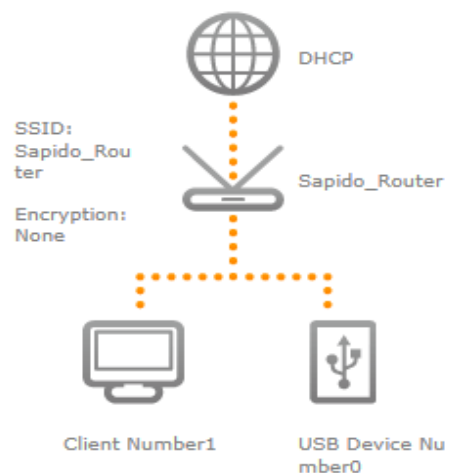 DHCP
SSID:
Sapido_Rou
ter
Sapido_Router
Encryption:
None
Client Number1
USB Device Nu
mber0